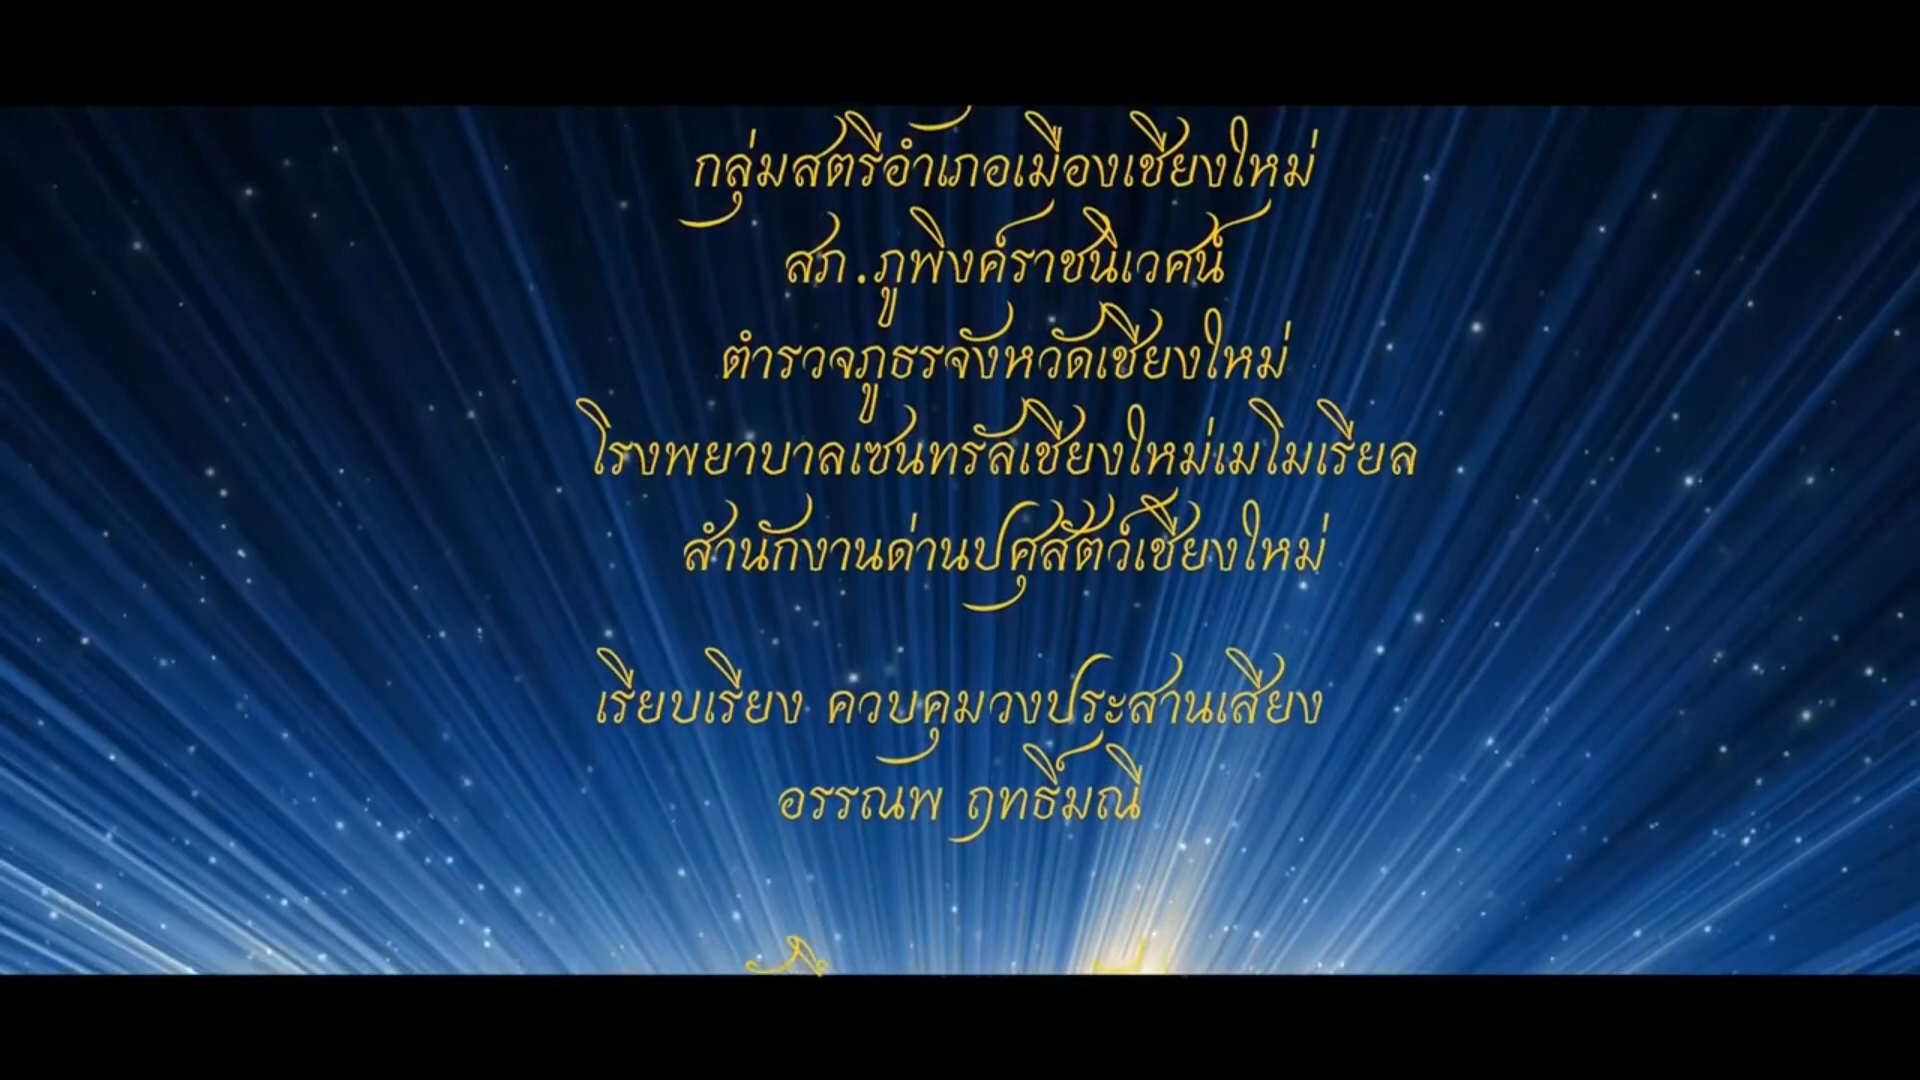 กลุ่มสตรีอำเภอเมืองเชียงใหม่
สภ.ภูพิงค์ราชนิเวศน์
ตำรวจภูธรจังหวัดเชียงใหม่
โรงพยาบาลเซนทรัลเชียงใหม่เมโมเรียล
สำนักงานด่านปศุสัตว์เชียงใหม่
เรียบเรียง ควบคุมวงประสานเสียง
อรรณพ ฤทธิ์มณี